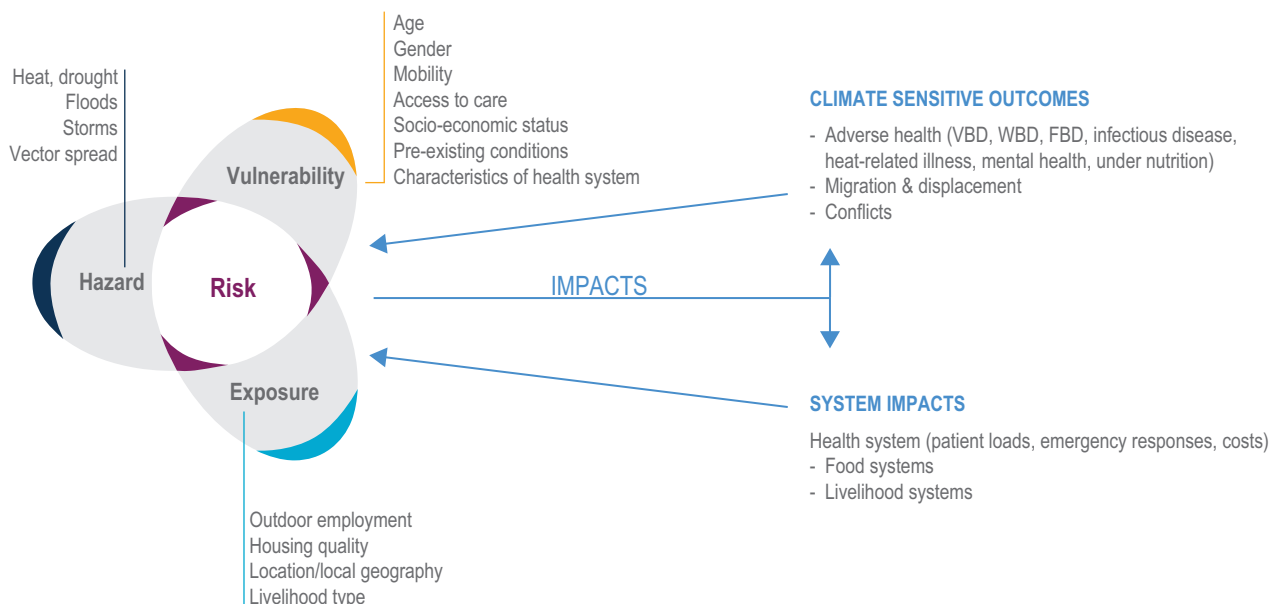 Heat, drought
Floods
Storms
Vector spread
Age
Gender
Mobility
Access to care
Socio-economic status
Pre-existing conditions
Characteristics of health system
Vulnerability
Hazard
Risk
Exposure
Outdoor employment
Housing quality
Location/local geography
Livelihood type
IMPACTS
CLIMATE SENSITIVE OUTCOMES
- Adverse health (VBD, WBD, FBD, infectious disease,
heat-related illness, mental health, under nutrition)
- Migration & displacement
- Conflicts
SYSTEM IMPACTS
Health system (patient loads, emergency responses, costs)
- Food systems
- Livelihood systems